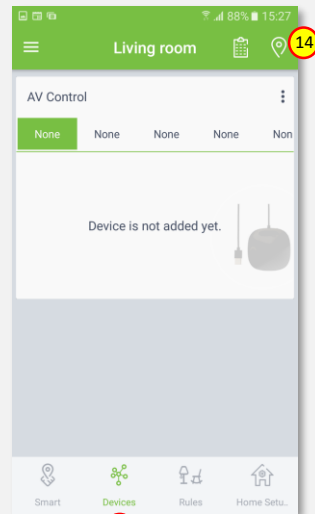 88% 15:27
Living room
14
AV Control
None None None None Non
Device is not added yet.
Smart Devices Rules Home Setu..